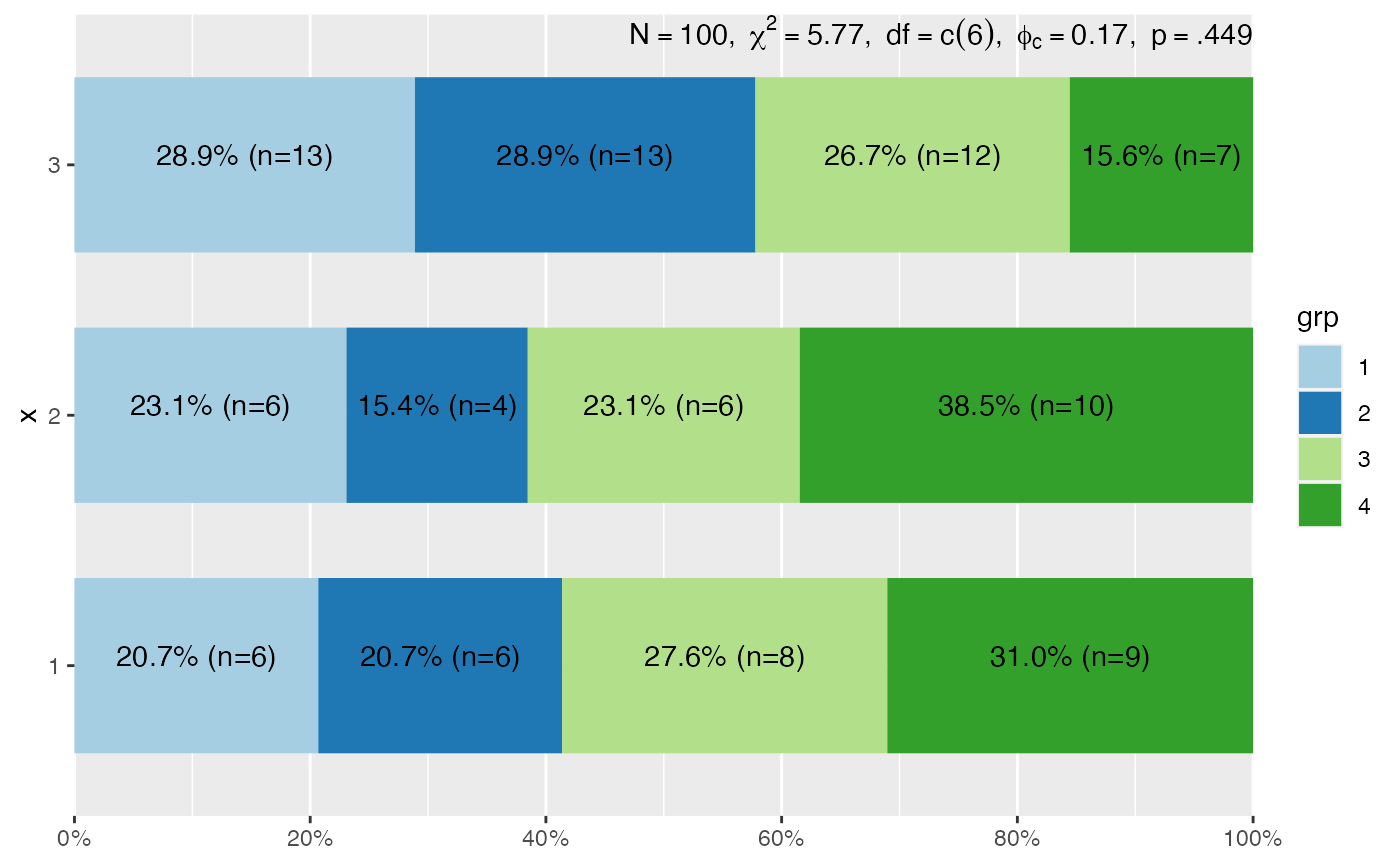 N = 100, χ² = 5.77, df = c(6), ϕc = 0.17, p = .449
3
28.9% (n=13) 28.9% (n=13) 26.7% (n=12) 15.6% (n=7)
x
2
23.1% (n=6) 15.4% (n=4) 23.1% (n=6) 38.5% (n=10)
1
20.7% (n=6) 20.7% (n=6) 27.6% (n=8) 31.0% (n=9)
0% 20% 40% 60% 80% 100%
grp
1
2
3
4